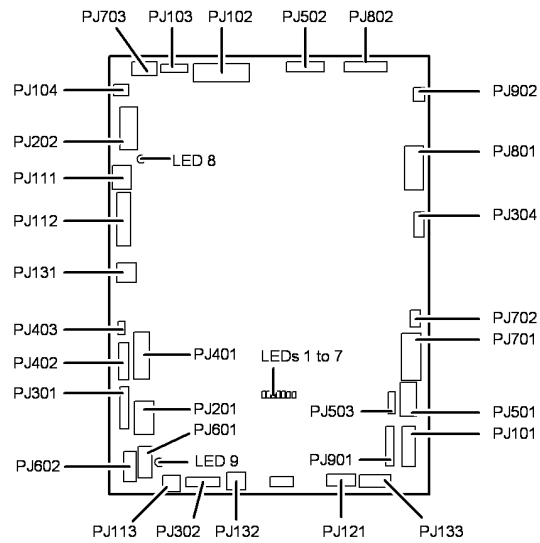 PJ703 PJ103 PJ102 PJ502 PJ802
PJ104
PJ902
PJ202
PJ801
LED 8
PJ111
PJ112
PJ304
PJ131
PJ403
PJ702
PJ701
PJ402
PJ401
LEDs 1 to 7
PJ301
PJ201
PJ503
PJ501
PJ601
PJ101
PJ602
LED 9
PJ901
PJ113 PJ302 PJ132 PJ121 PJ133